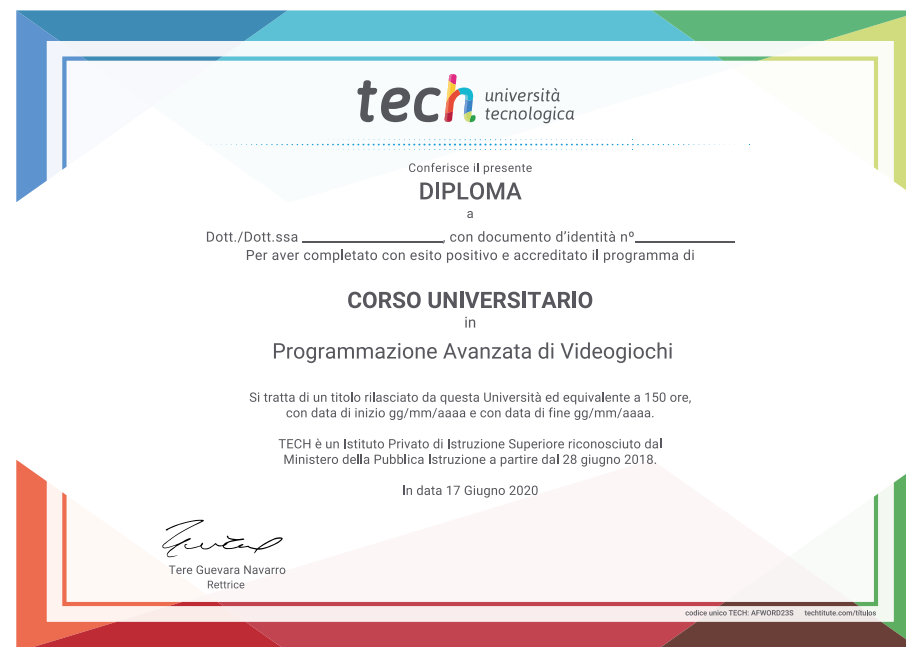 tech università
tecnologica
Conferisce il presente
DIPLOMA
a
Dott./Dott.ssa ____________________, con documento d'identità nº______________
Per aver completato con esito positivo e accreditato il programma di
CORSO UNIVERSITARIO
in
Programmazione Avanzata di Videogiochi
Si tratta di un titolo rilasciato da questa Università ed equivalente a 150 ore,
con data di inizio gg/mm/aaaa e con data di fine gg/mm/aaaa.
TECH è un Istituto Privato di Istruzione Superiore riconosciuto dal
Ministero della Pubblica Istruzione a partire dal 28 giugno 2018.
In data 17 Giugno 2020
Tere Guevara Navarro
Rettrice
codice unico TECH: AFWORD23S techtitute.com/titulos